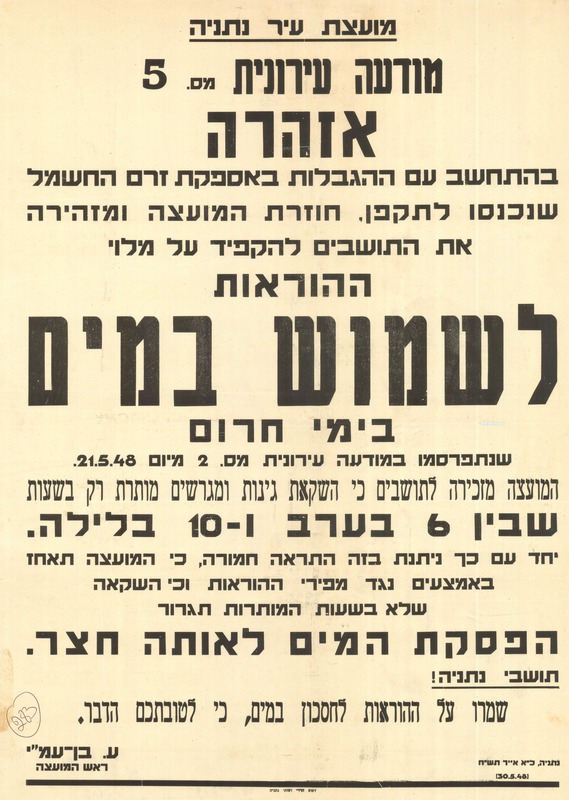 מועצת עיר נתניה
מודעה עירונית מס. 5
אזהרה
בהתחשב עם ההגבלות באספקת זרם החשמל
שנכנסו לתקפן, חוזרת המועצה ומזהירה
את התושבים להקפיד על מלוי
ההוראות
לשמוש במים
בימי חרום
שנתפרסמו במודעה עירונית מס. 2 מיום 21.5.48.
המועצה מזכירה לתושבים כי השקאת גינות ומגרשים מותרת רק בשעות
שבין 6 בערב ו-10 בלילה.
יחד עם כך ניתנת בזה התראה חמורה, כי המועצה תאחז
באמצעים נגד מפירי ההוראות וכי השקאה
שלא בשעות המותרות תגרור
הפסקת המים לאותה חצר.
תושבי נתניה!
שמרו על ההוראות לחסכון במים, כי לטובתכם הדבר.
ע. בן־עמ"י
ראש המועצה
נתניה, כ״א אייר תש״ח
(30.5.48)